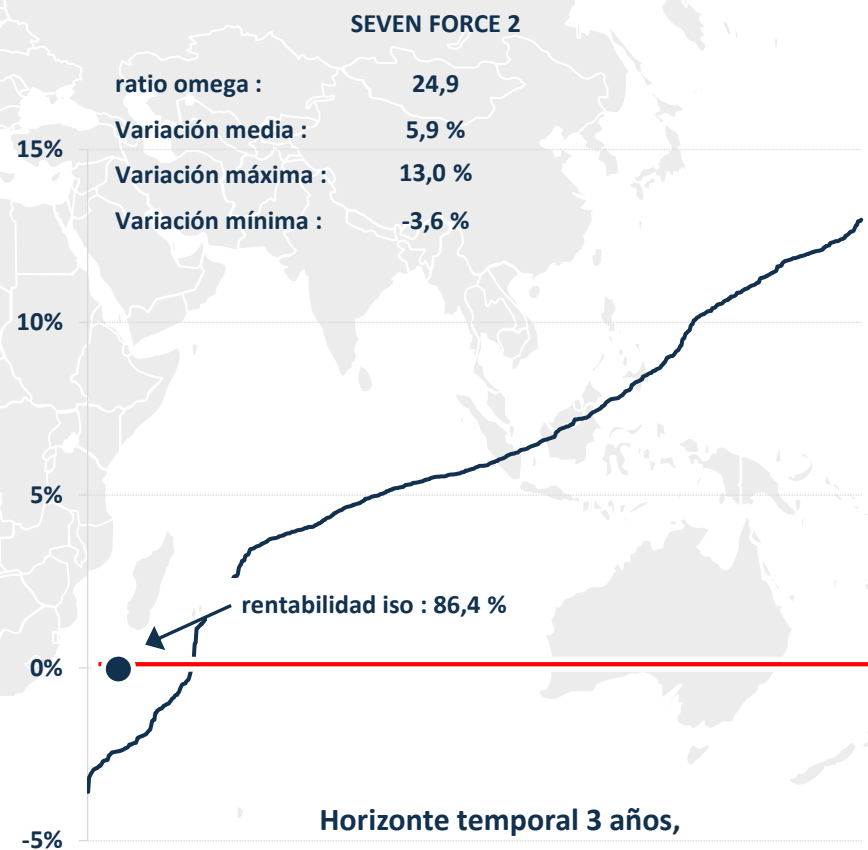 SEVEN FORCE 2
ratio omega : 24,9
Variación media : 5,9 %
15%
Variación máxima : 13,0 %
Variación mínima : -3,6 %
10%
5%
rentabilidad iso : 86,4 %
0%
Horizonte temporal 3 años,
-5%